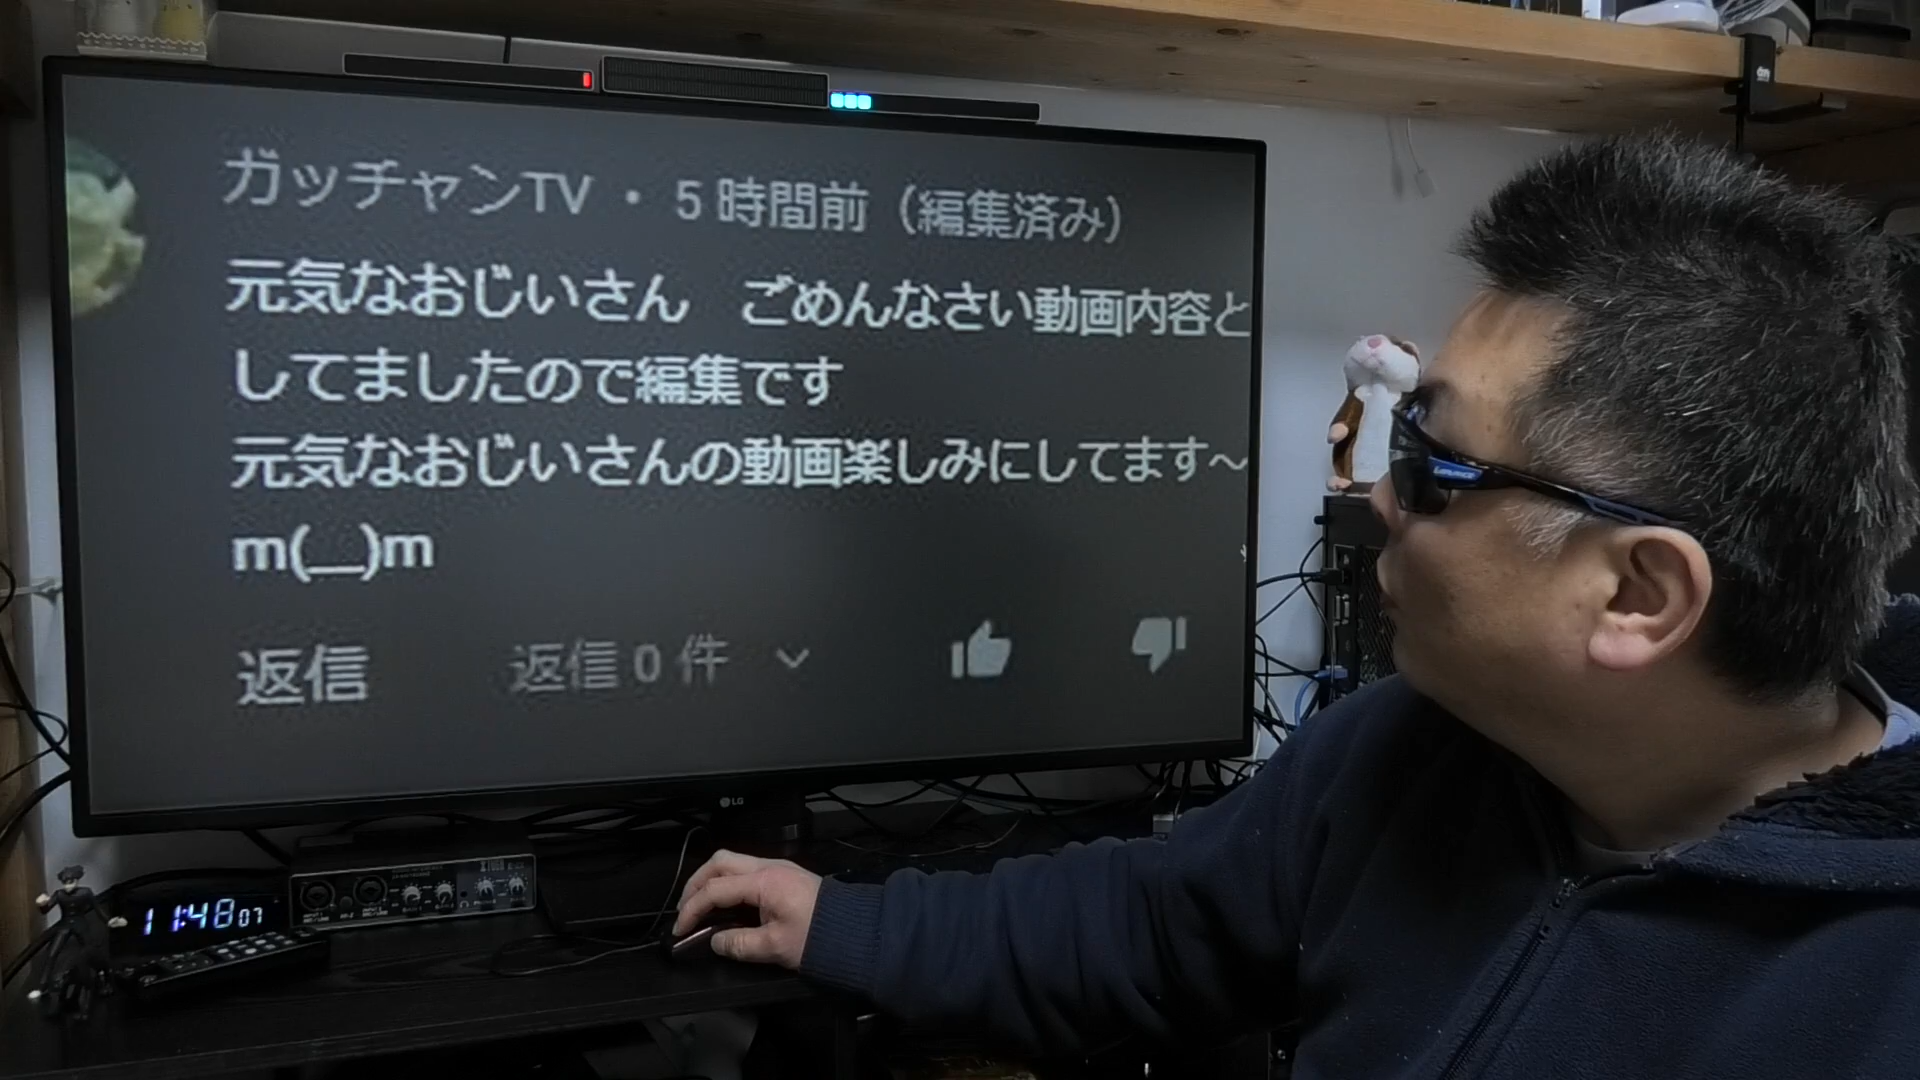 ガッチャンTV・5 時間前（編集済み）
元気なおじいさん　ごめんなさい動画内容と
してましたので編集です
元気なおじいさんの動画楽しみにしてます～
m(__)m
返信　返信 0 件
LG
11:48 07